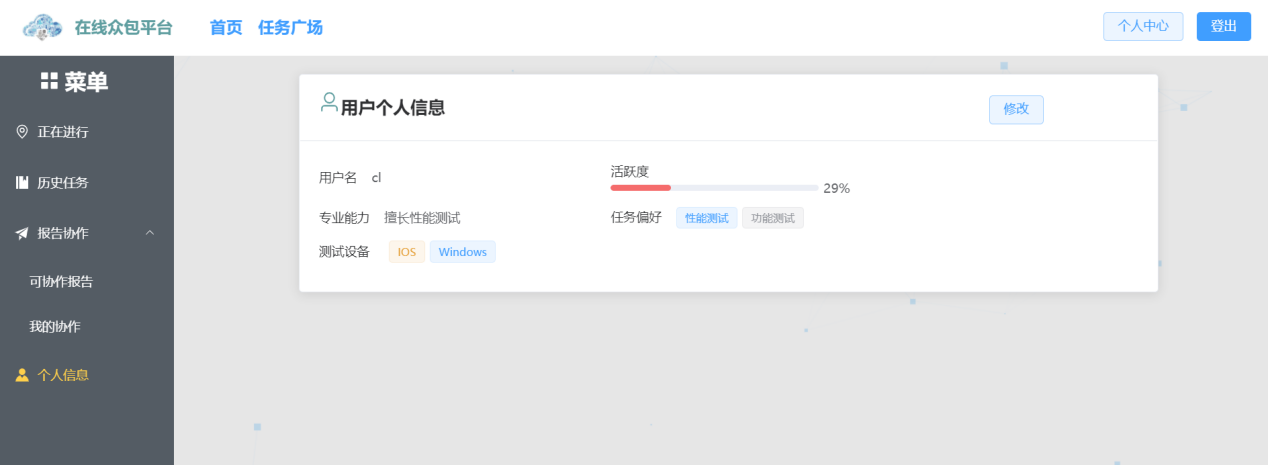 在线众包平台 首页 任务广场 个人中心 登出
菜单
正在进行
历史任务
报告协作
可协作报告
我的协作
个人信息
用户个人信息 修改
用户名 cl
活跃度
29%
专业能力 擅长性能测试
任务偏好 性能测试 功能测试
测试设备 IOS Windows